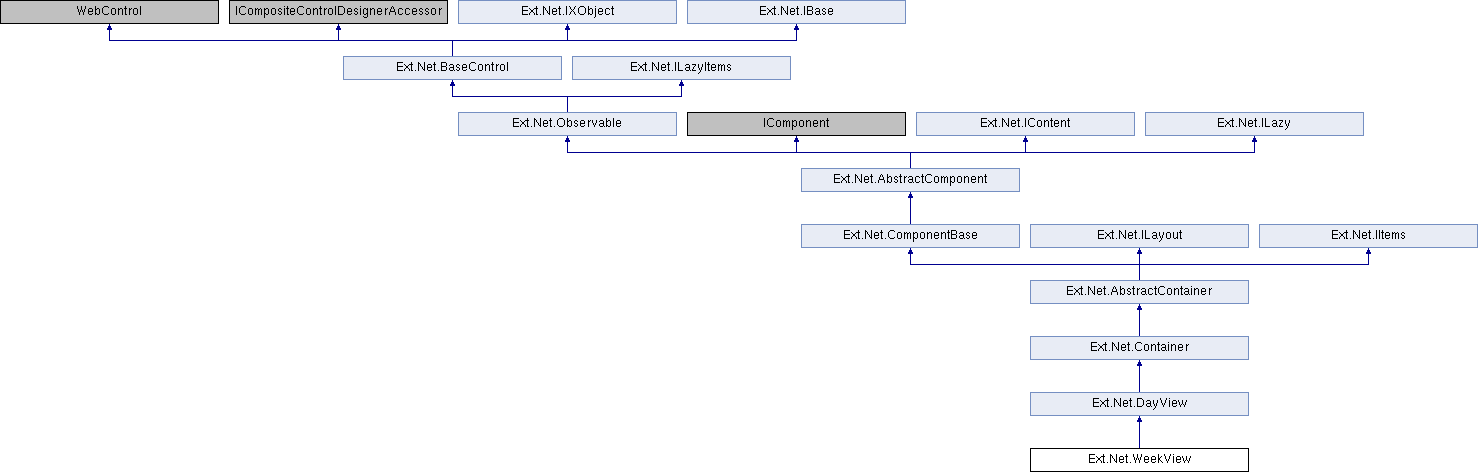 WebControl
ICompositeControlDesignerAccessor
Ext.Net.IXObject
Ext.Net.IBase
Ext.Net.BaseControl
Ext.Net.ILazyItems
Ext.Net.Observable
IComponent
Ext.Net.IContent
Ext.Net.ILazy
Ext.Net.AbstractComponent
Ext.Net.ComponentBase
Ext.Net.ILayout
Ext.Net.IItems
Ext.Net.AbstractContainer
Ext.Net.Container
Ext.Net.DayView
Ext.Net.WeekView